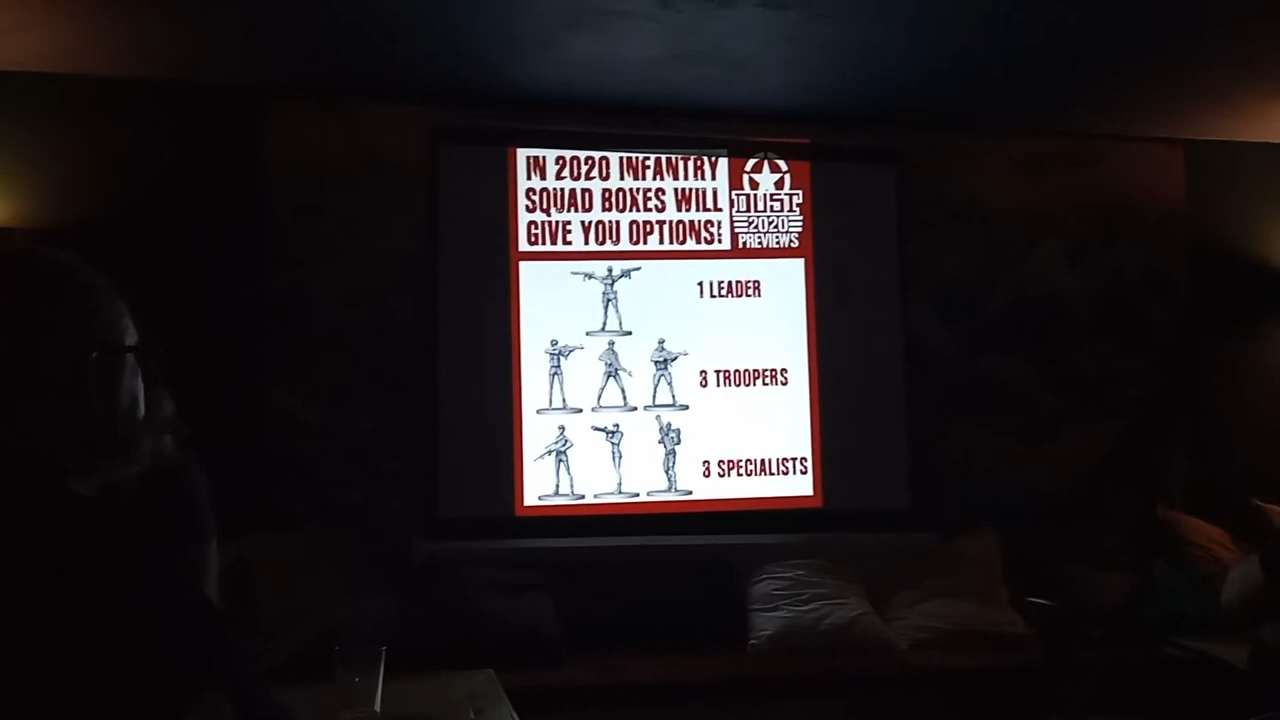 IN 2020 INFANTRY
SQUAD BOXES WILL
GIVE YOU OPTIONS!
DUST
2020
PREVIEWS
1 LEADER
3 TROOPERS
3 SPECIALISTS